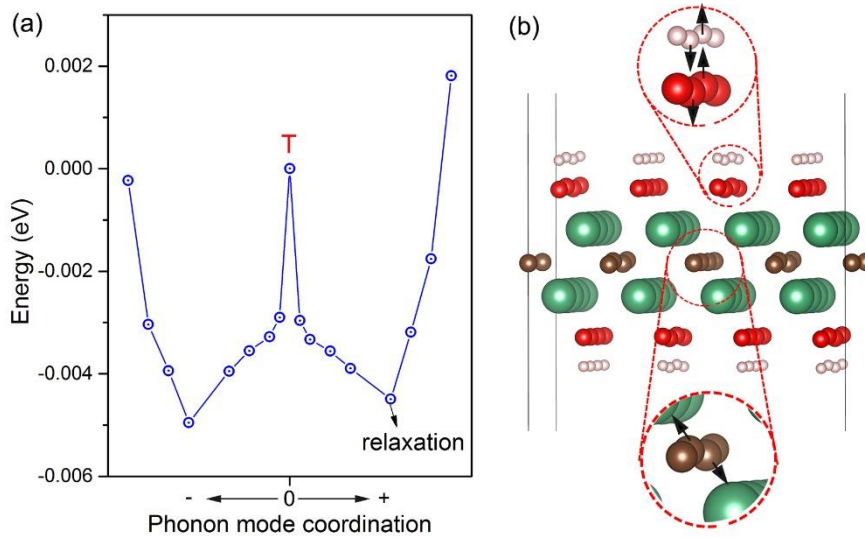 (a)
(b)
0.002
0.000
-0.002
-0.004
-0.006
Energy (eV)
T
relaxation
- 0 +
Phonon mode coordination